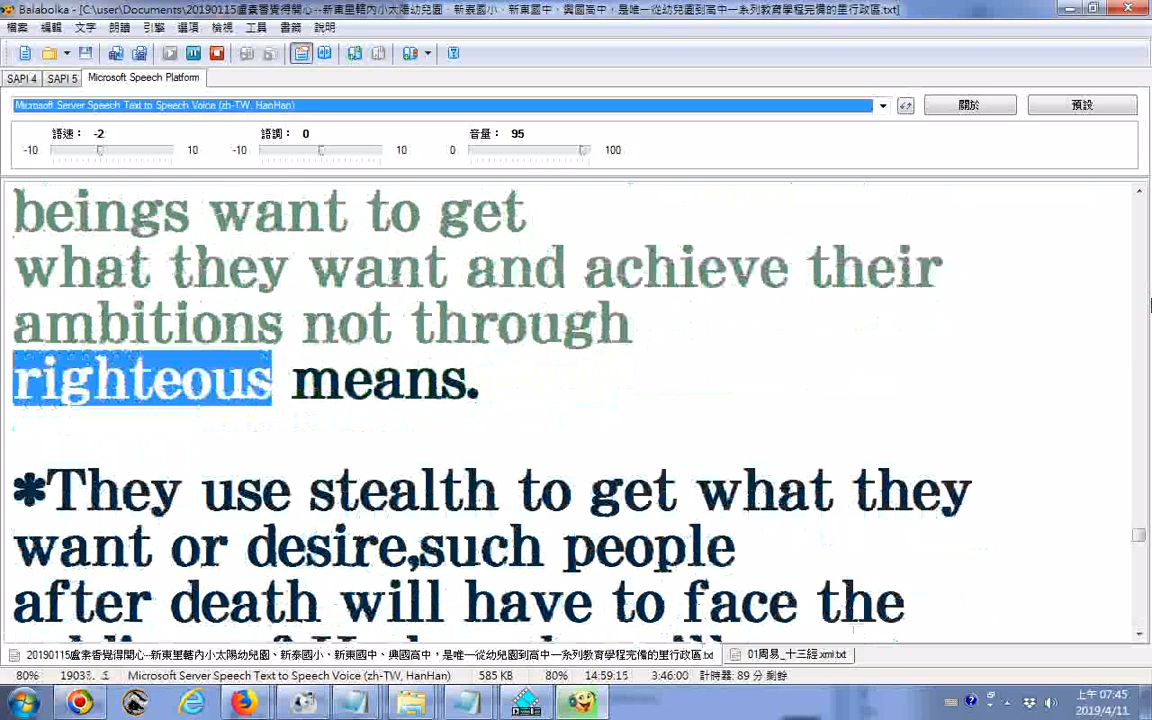 Balabolka - [C:\user\Documents\20190115盧素香覺得開心--新東里轄內小太陽幼兒園、新泰國小、新東國中、興國高中，是唯一從幼兒園到高中一系列教育學程完備的里行政區.txt]
檔案 編輯 文字 朗讀 引擎 選項 檢視 工具 書籤 說明
SAPI 4 SAPI 5 Microsoft Speech Platform
Microsoft Server Speech Text to Speech Voice (zh-TW, HanHan) 關於 預設
語速： -2 語調： 0 音量： 95
-10 10 -10 10 0 100
beings want to get
what they want and achieve their
ambitions not through
righteous means.
*They use stealth to get what they
want or desire,such people
after death will have to face the
20190115盧素香覺得開心--新東里轄內小太陽幼兒園、新泰國小、新東國中、興國高中，是唯一從幼兒園到高中一系列教育學程完備的里行政區.txt 01周易_十三經.xml.txt
80% Microsoft Server Speech Text to Speech Voice (zh-TW, HanHan) 585 KB 80% 14:59:15 3:46:00 計時器: 89 分 剩餘
上午 07:45
2019/4/11